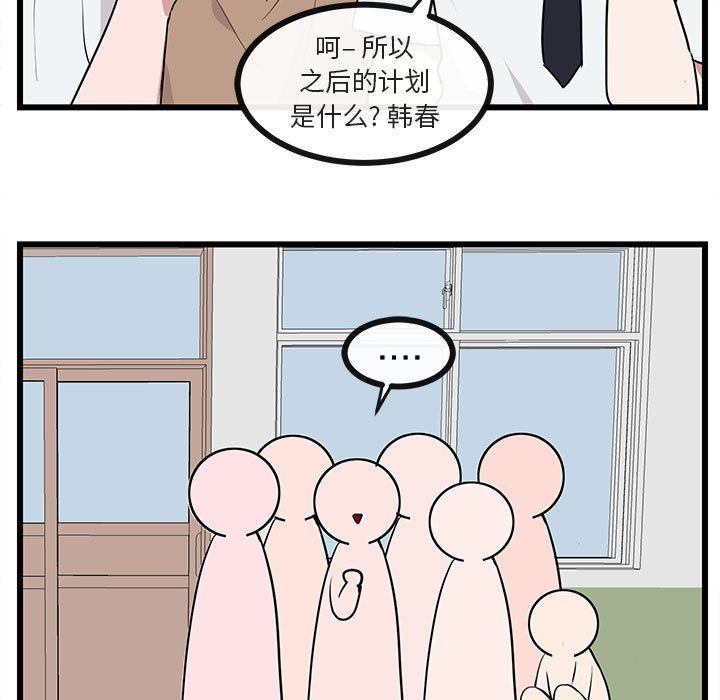 呵– 所以
之后的计划
是什么? 韩春
....